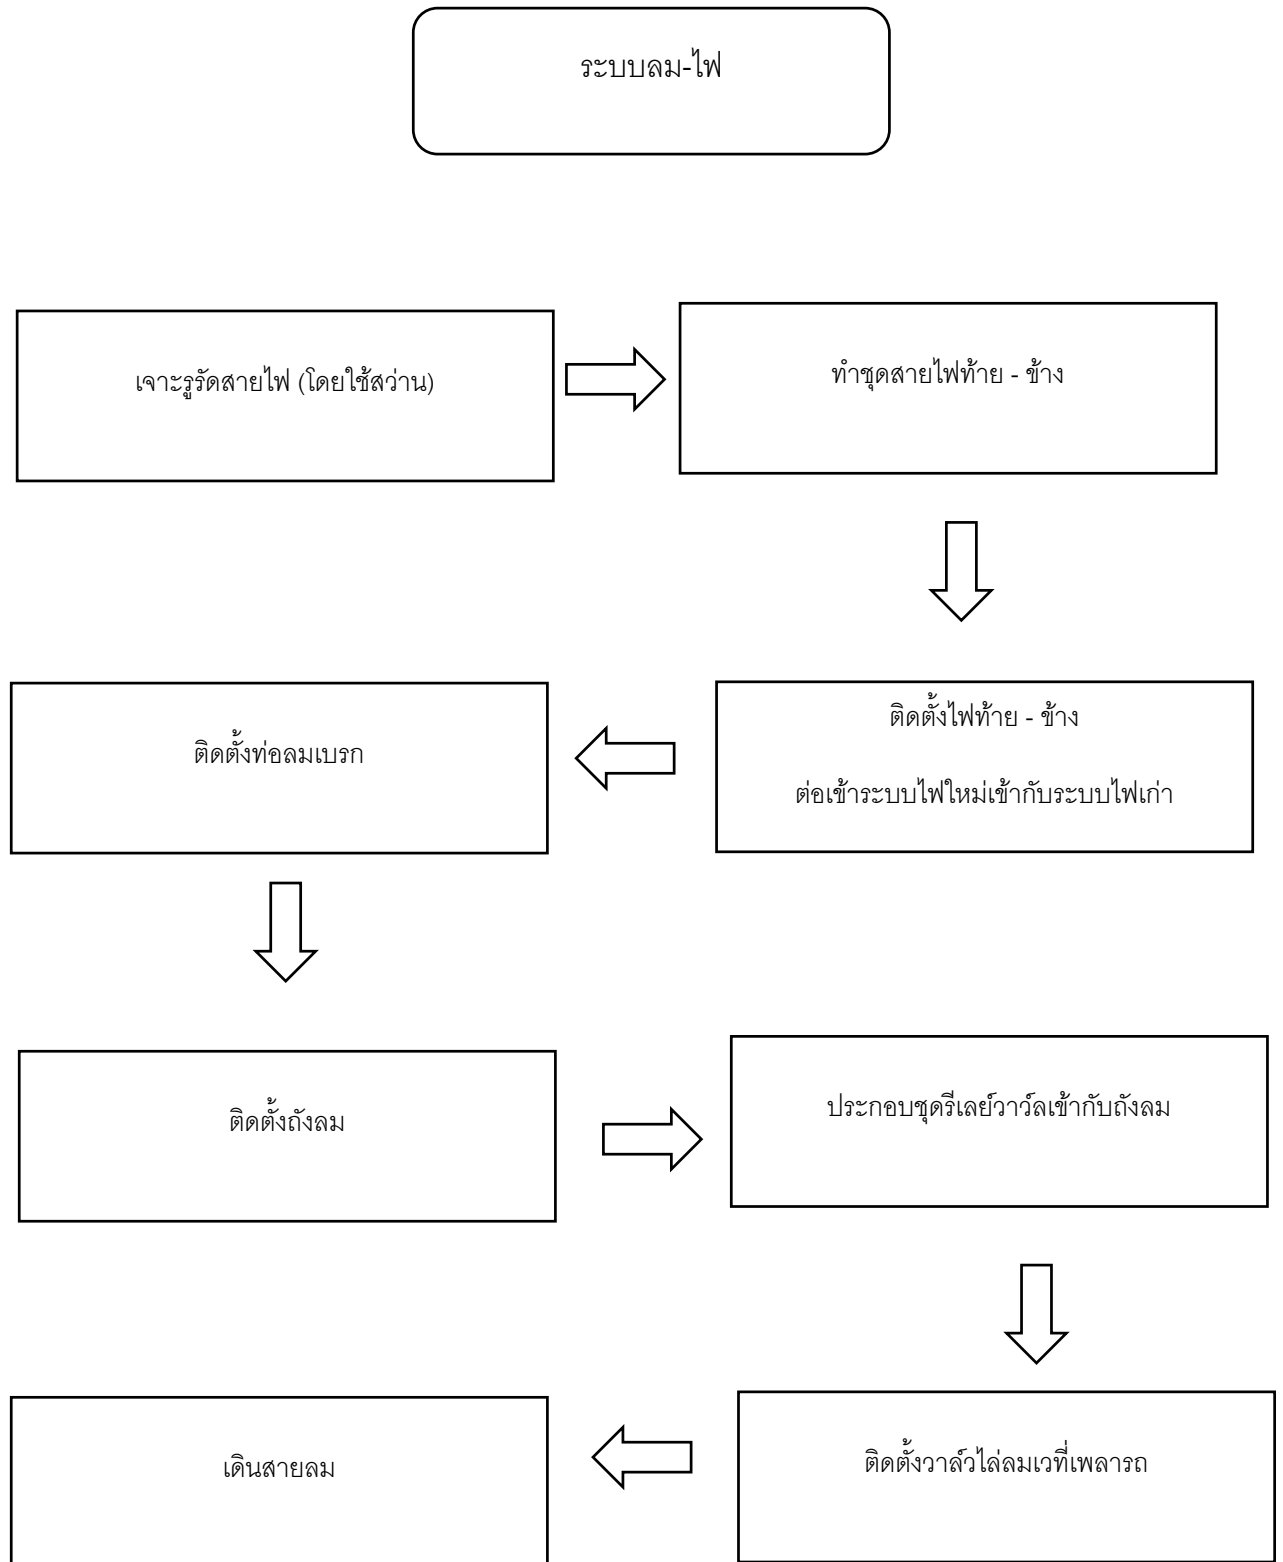 ระบบลม-ไฟ
เจาะรูรัดสายไฟ (โดยใช้สว่าน)
ทำชุดสายไฟท้าย - ข้าง
ติดตั้งไฟท้าย - ข้าง
ต่อเข้าระบบไฟใหม่เข้ากับระบบไฟเก่า
ติดตั้งท่อลมเบรก
ติดตั้งถังลม
ประกอบชุดรีเลย์วาว์ลเข้ากับถังลม
ติดตั้งวาล์วไล่ลมเวที่เพลารถ
เดินสายลม